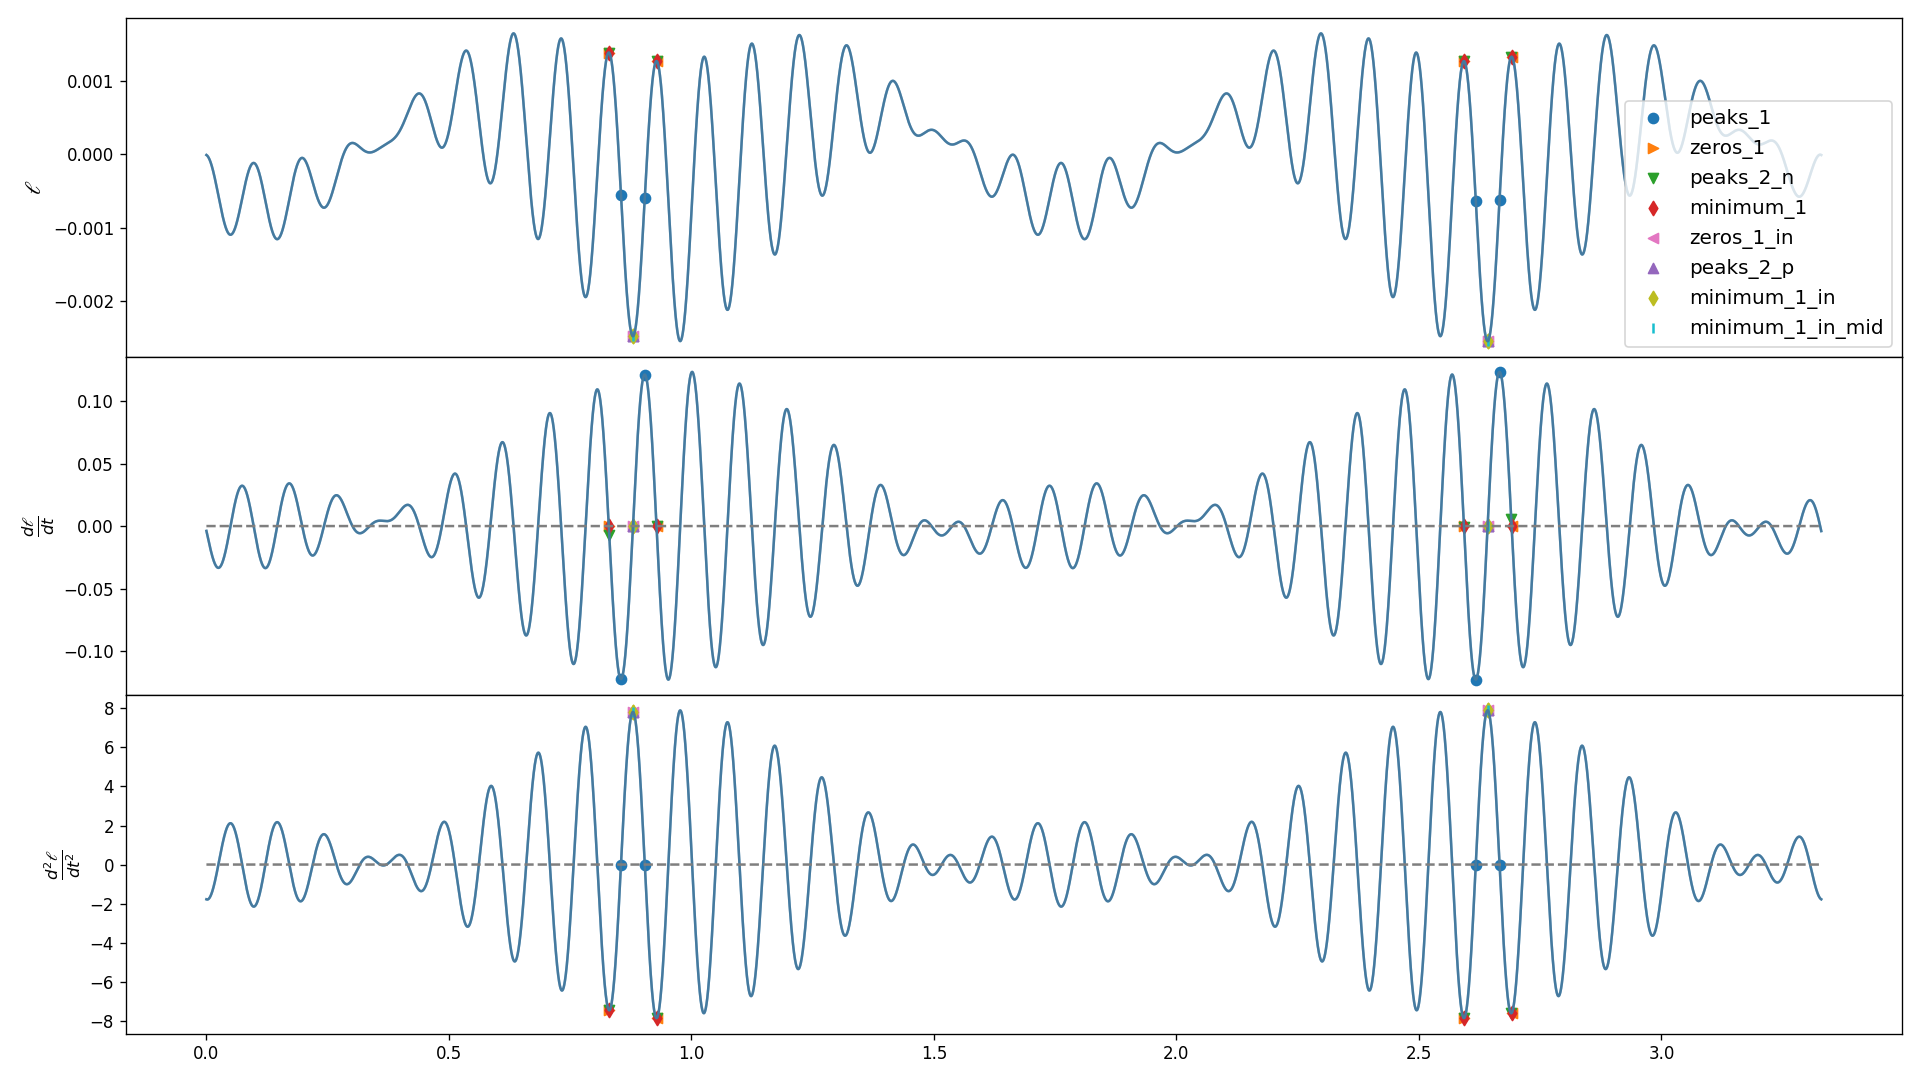 0.001
0.000
−0.001
−0.002
ℓ
peaks_1
zeros_1
peaks_2_n
minimum_1
zeros_1_in
peaks_2_p
minimum_1_in
minimum_1_in_mid
0.10
0.05
0.00
−0.05
−0.10
dℓ
dt
8
6
4
2
0
−2
−4
−6
−8
d²ℓ
dt²
0.0 0.5 1.0 1.5 2.0 2.5 3.0